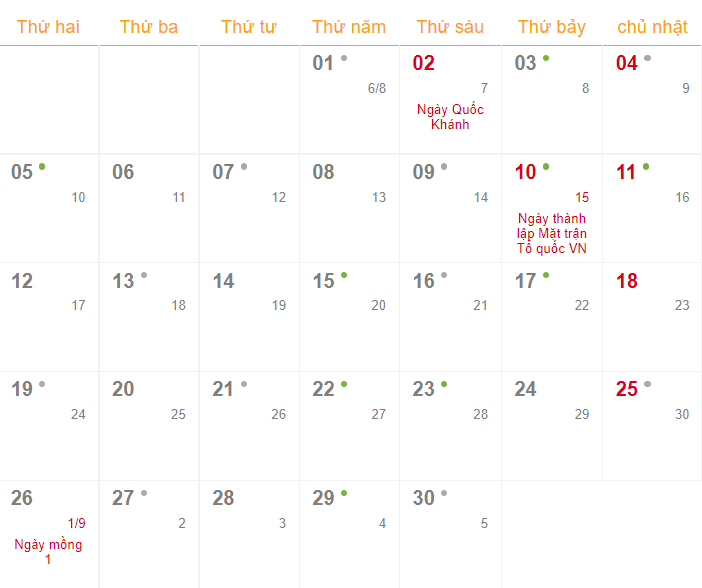 Thứ hai Thứ ba Thứ tư Thứ năm Thứ sáu Thứ bảy chủ nhật
01 02 03 04
6/8 7 8 9
Ngày Quốc
Khánh
05 06 07 08 09 10 11
10 11 12 13 14 15 16
Ngày thành
lập Mặt trận
Tổ quốc VN
12 13 14 15 16 17 18
17 18 19 20 21 22 23
19 20 21 22 23 24 25
24 25 26 27 28 29 30
26 27 28 29 30
1/9 2 3 4 5
Ngày mồng
1